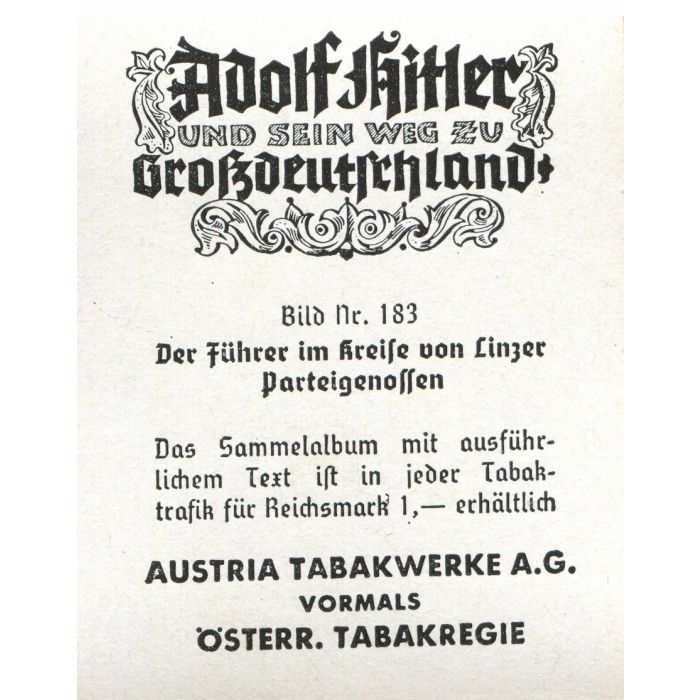 Adolf Hitler
UND SEIN WEG ZU
Großdeutschland
Bild Nr. 183
Der Führer im Kreise von Linzer
Parteigenossen
Das Sammelalbum mit ausführ-
lichem Text ist in jeder Tabak-
trafik für Reichsmark 1,— erhältlich
AUSTRIA TABAKWERKE A.G.
VORMALS
ÖSTERR. TABAKREGIE